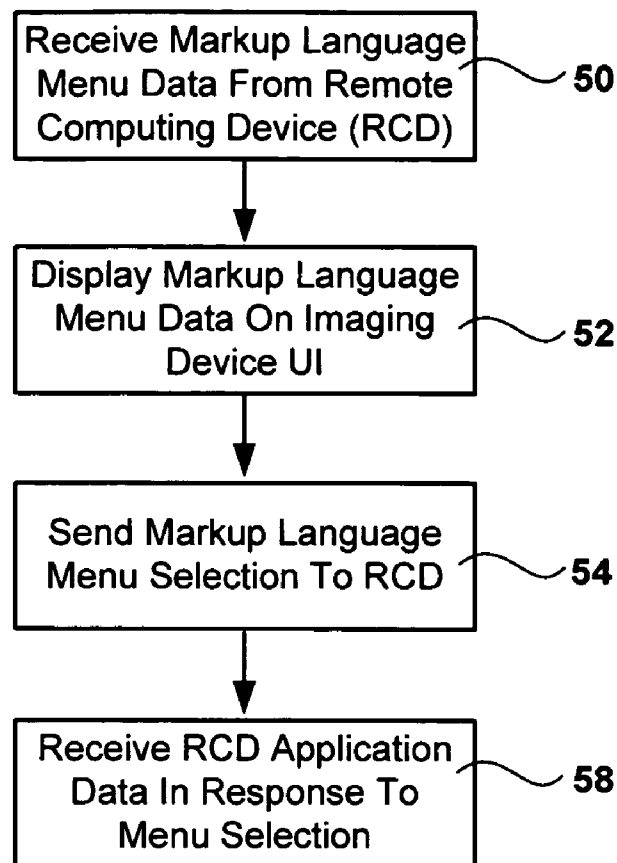 Receive Markup Language
Menu Data From Remote
Computing Device (RCD)
50
Display Markup Language
Menu Data On Imaging
Device UI
52
Send Markup Language
Menu Selection To RCD
54
Receive RCD Application
Data In Response To
Menu Selection
58